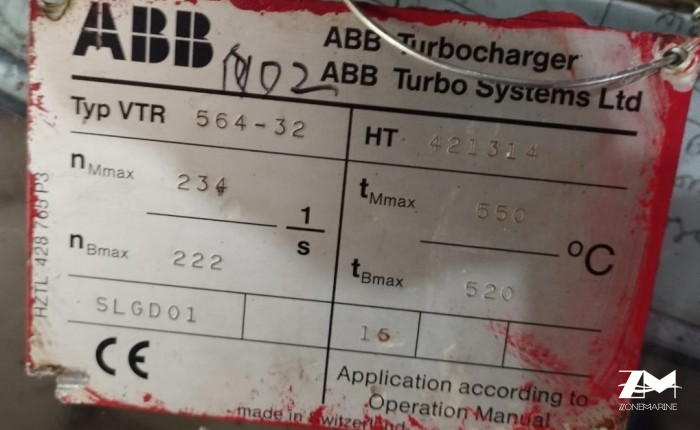 ABB
ABB Turbocharger
NO2
ABB Turbo Systems Ltd
Typ VTR 564-32
HT 421314
nMmax 234
tMmax 550
1/s
°C
nBmax 222
tBmax 520
SLGD01
16
CE
Application according to
Operation Manual
made in Switzerland
HZTL 428 765 P3
ZM
ZONEMARINE